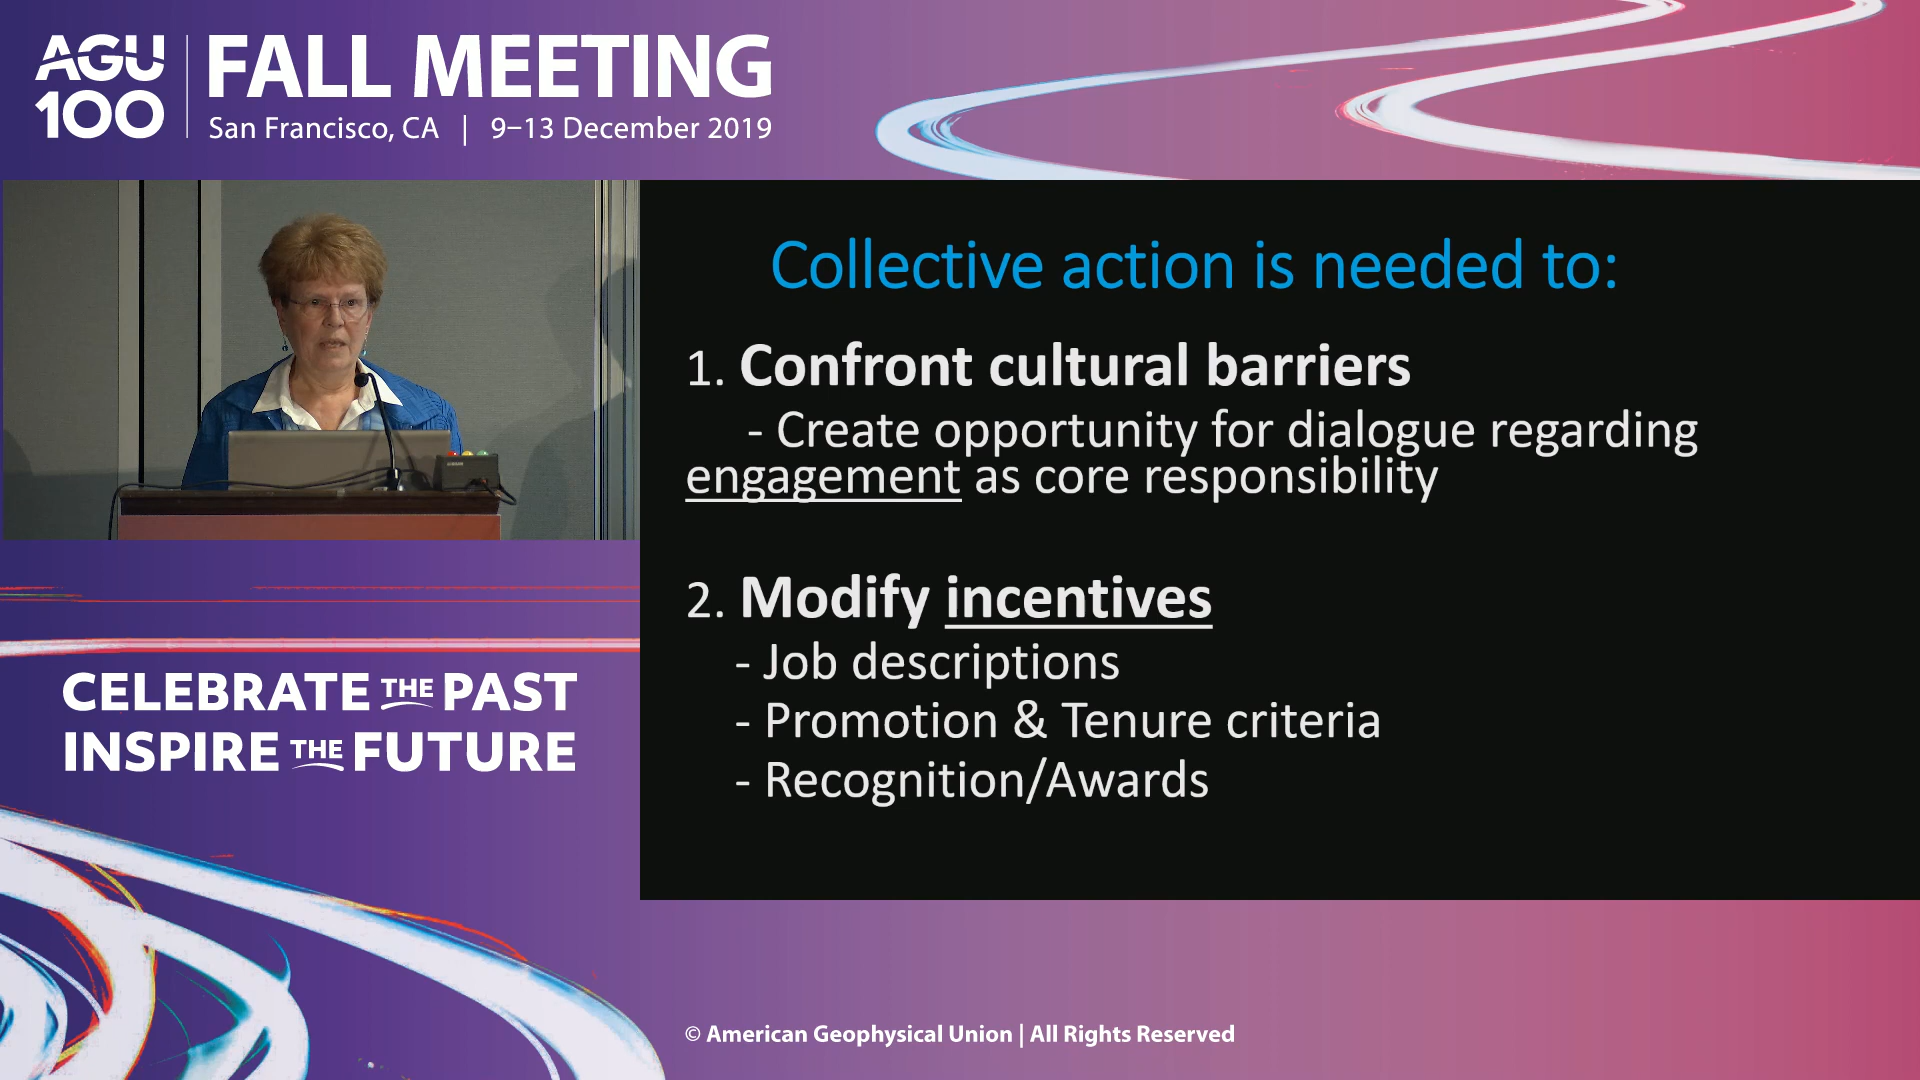 AGU
100
FALL MEETING
San Francisco, CA | 9–13 December 2019
Collective action is needed to:
1. Confront cultural barriers
- Create opportunity for dialogue regarding
engagement as core responsibility
2. Modify incentives
- Job descriptions
- Promotion & Tenure criteria
- Recognition/Awards
CELEBRATE THE PAST
INSPIRE THE FUTURE
© American Geophysical Union | All Rights Reserved